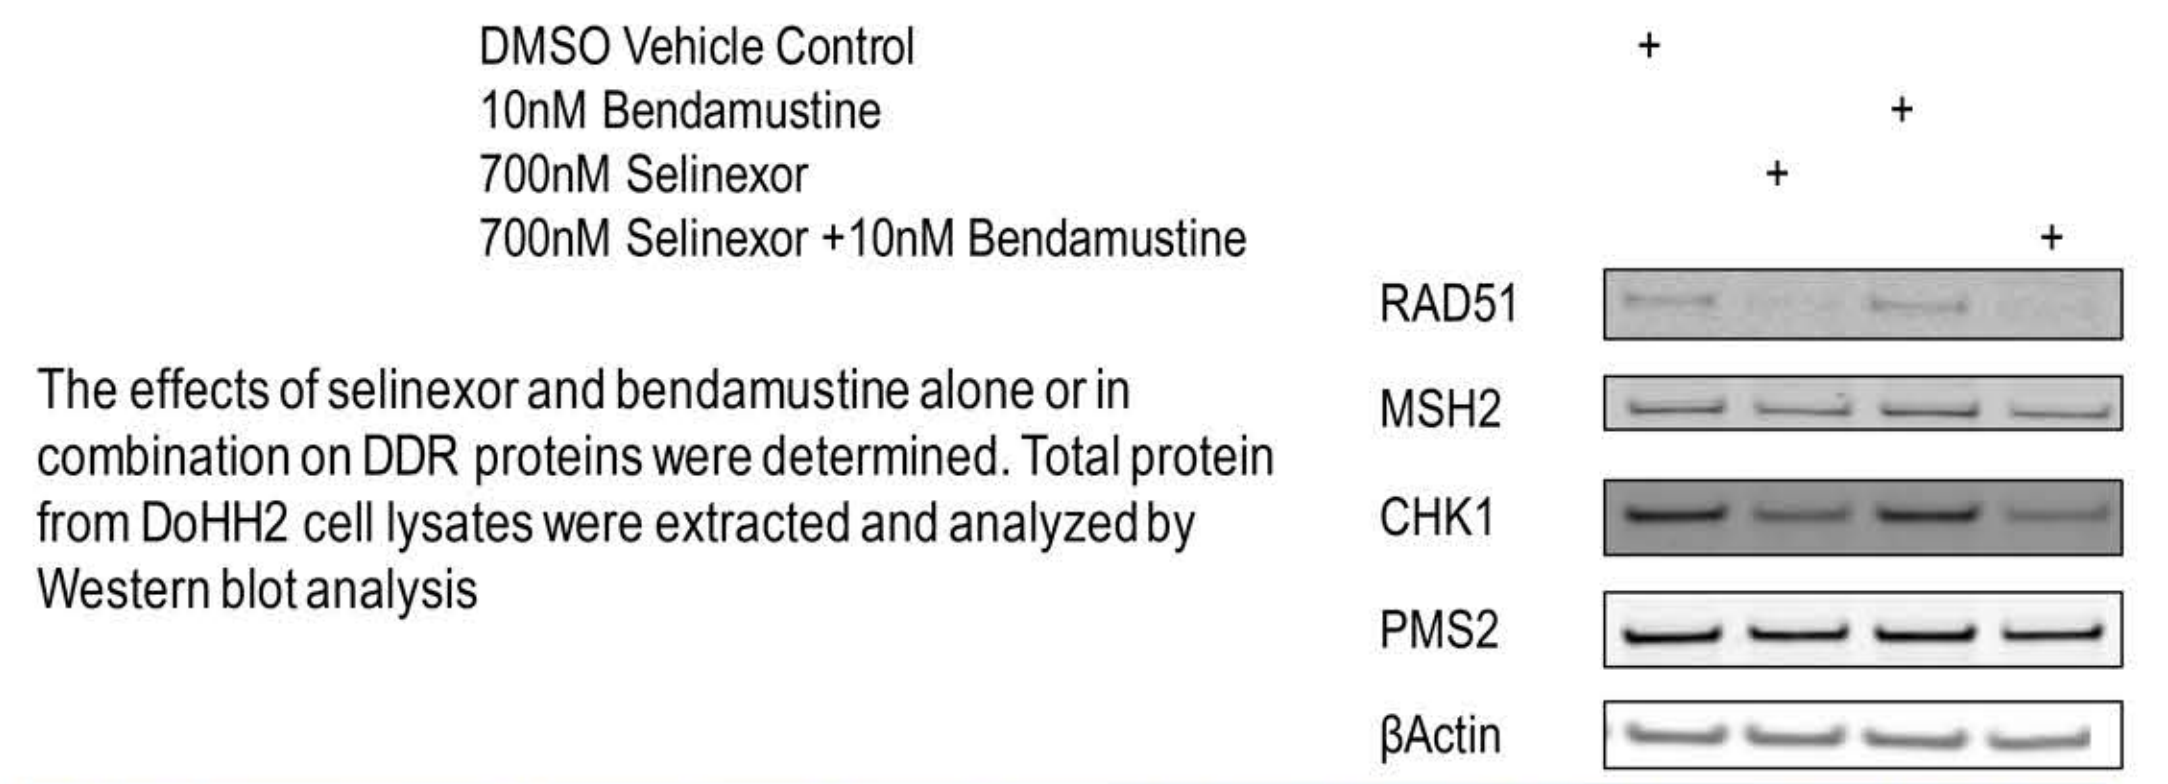 DMSO Vehicle Control +
10nM Bendamustine +
700nM Selinexor +
700nM Selinexor +10nM Bendamustine +
RAD51
The effects of selinexor and bendamustine alone or in
combination on DDR proteins were determined. Total protein
from DoHH2 cell lysates were extracted and analyzed by
Western blot analysis
MSH2
CHK1
PMS2
βActin